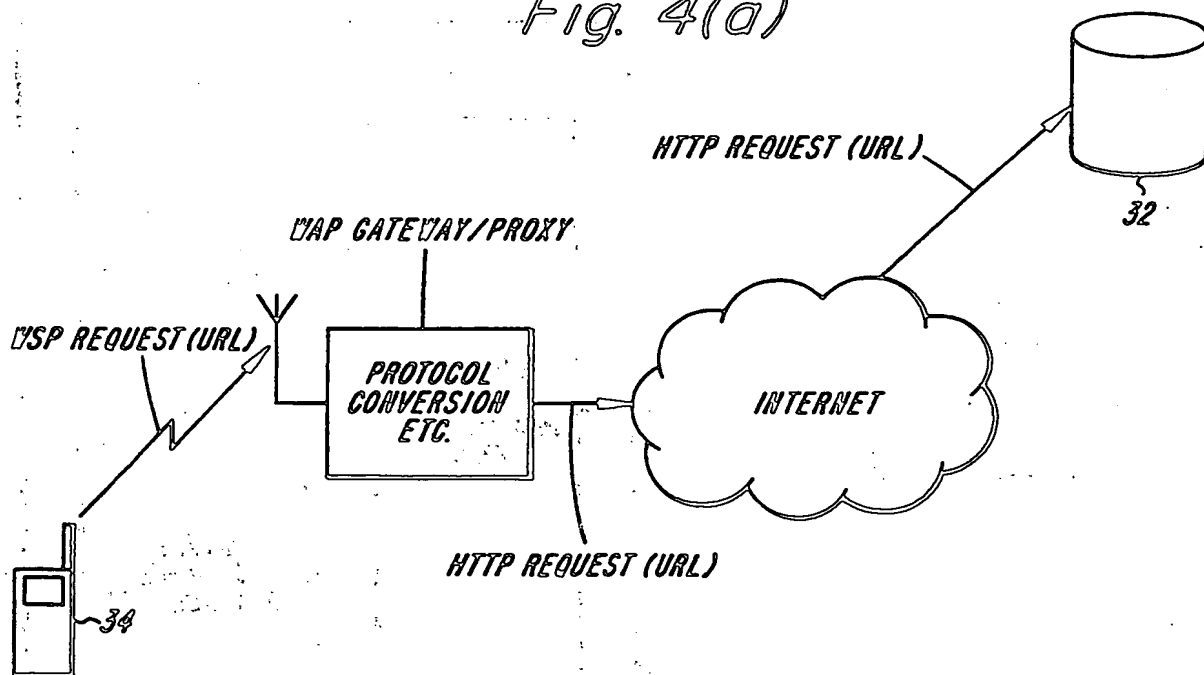 Fig. 4(a)
HTTP REQUEST (URL)
32
WAP GATEWAY/PROXY
WSP REQUEST (URL)
PROTOCOL
CONVERSION
ETC.
INTERNET
HTTP REQUEST (URL)
34